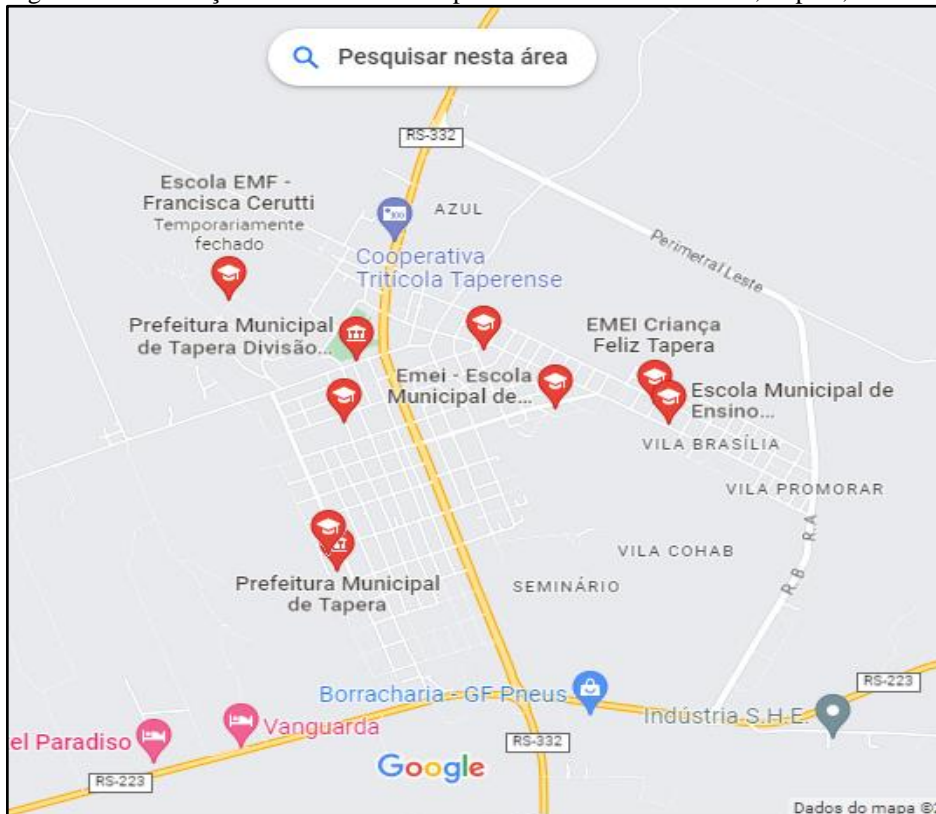 Pesquisar nesta área
RS-332
Escola EMF -
Francisca Cerutti
Temporariamente
fechado
AZUL
Cooperativa
Tritícola Taperense
Perimetral Leste
Prefeitura Municipal
de Tapera Divisão...
EMEI Criança
Feliz Tapera
Emei - Escola
Municipal de...
Escola Municipal de
Ensino...
VILA BRASÍLIA
VILA PROMORAR
R. B
R.A
VILA COHAB
SEMINÁRIO
Prefeitura Municipal
de Tapera
Borracharia - GF Pneus
RS-223
Indústria S.H.E.
Vanguarda
el Paradiso
RS-332
RS-223
Google
Dados do mapa ©2